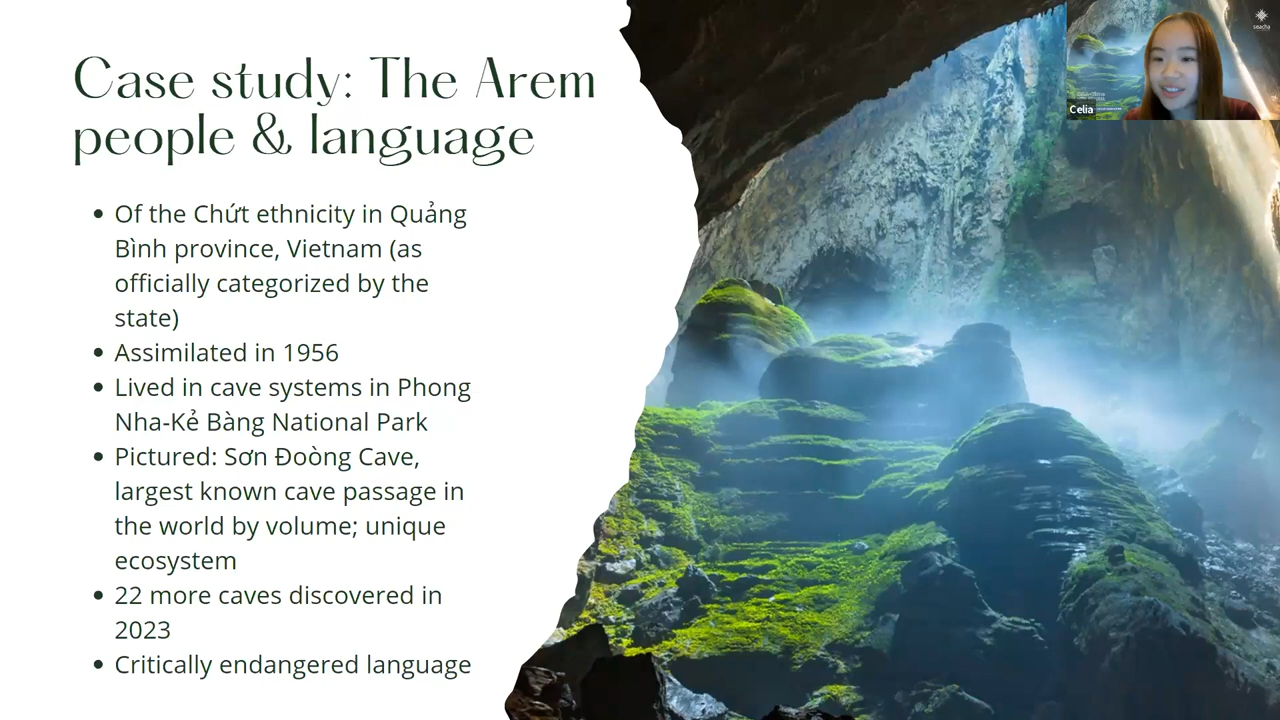 Case study: The Arem
people & language
• Of the Chứt ethnicity in Quảng
Bình province, Vietnam (as
officially categorized by the
state)
• Assimilated in 1956
• Lived in cave systems in Phong
Nha-Kẻ Bàng National Park
• Pictured: Sơn Đoòng Cave,
largest known cave passage in
the world by volume; unique
ecosystem
• 22 more caves discovered in
2023
• Critically endangered language
seacha
Celia